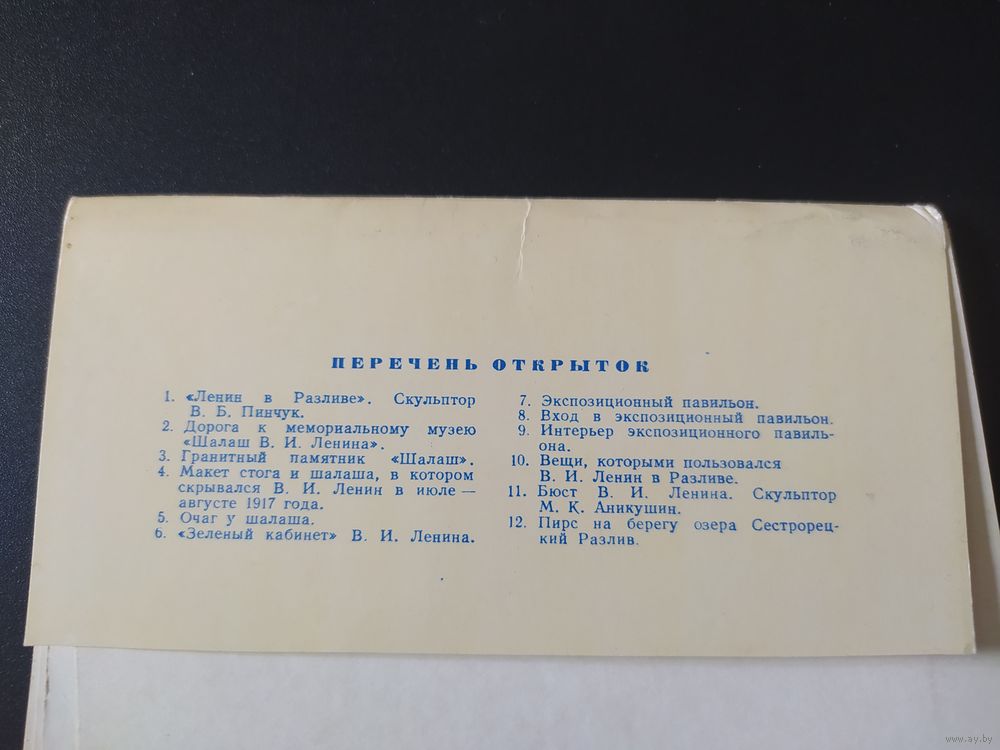 ПЕРЕЧЕНЬ ОТКРЫТОК
1. «Ленин в Разливе». Скульптор
В. Б. Пинчук.
2. Дорога к мемориальному музею
«Шалаш В. И. Ленина».
3. Гранитный памятник «Шалаш».
4. Макет стога и шалаша, в котором
скрывался В. И. Ленин в июле —
августе 1917 года.
5. Очаг у шалаша.
6. «Зеленый кабинет» В. И. Ленина.
7. Экспозиционный павильон.
8. Вход в экспозиционный павильон.
9. Интерьер экспозиционного павиль-
она.
10. Вещи, которыми пользовался
В. И. Ленин в Разливе.
11. Бюст В. И. Ленина. Скульптор
М. К. Аникушин.
12. Пирс на берегу озера Сестрорец-
кий Разлив.
www.ay.by